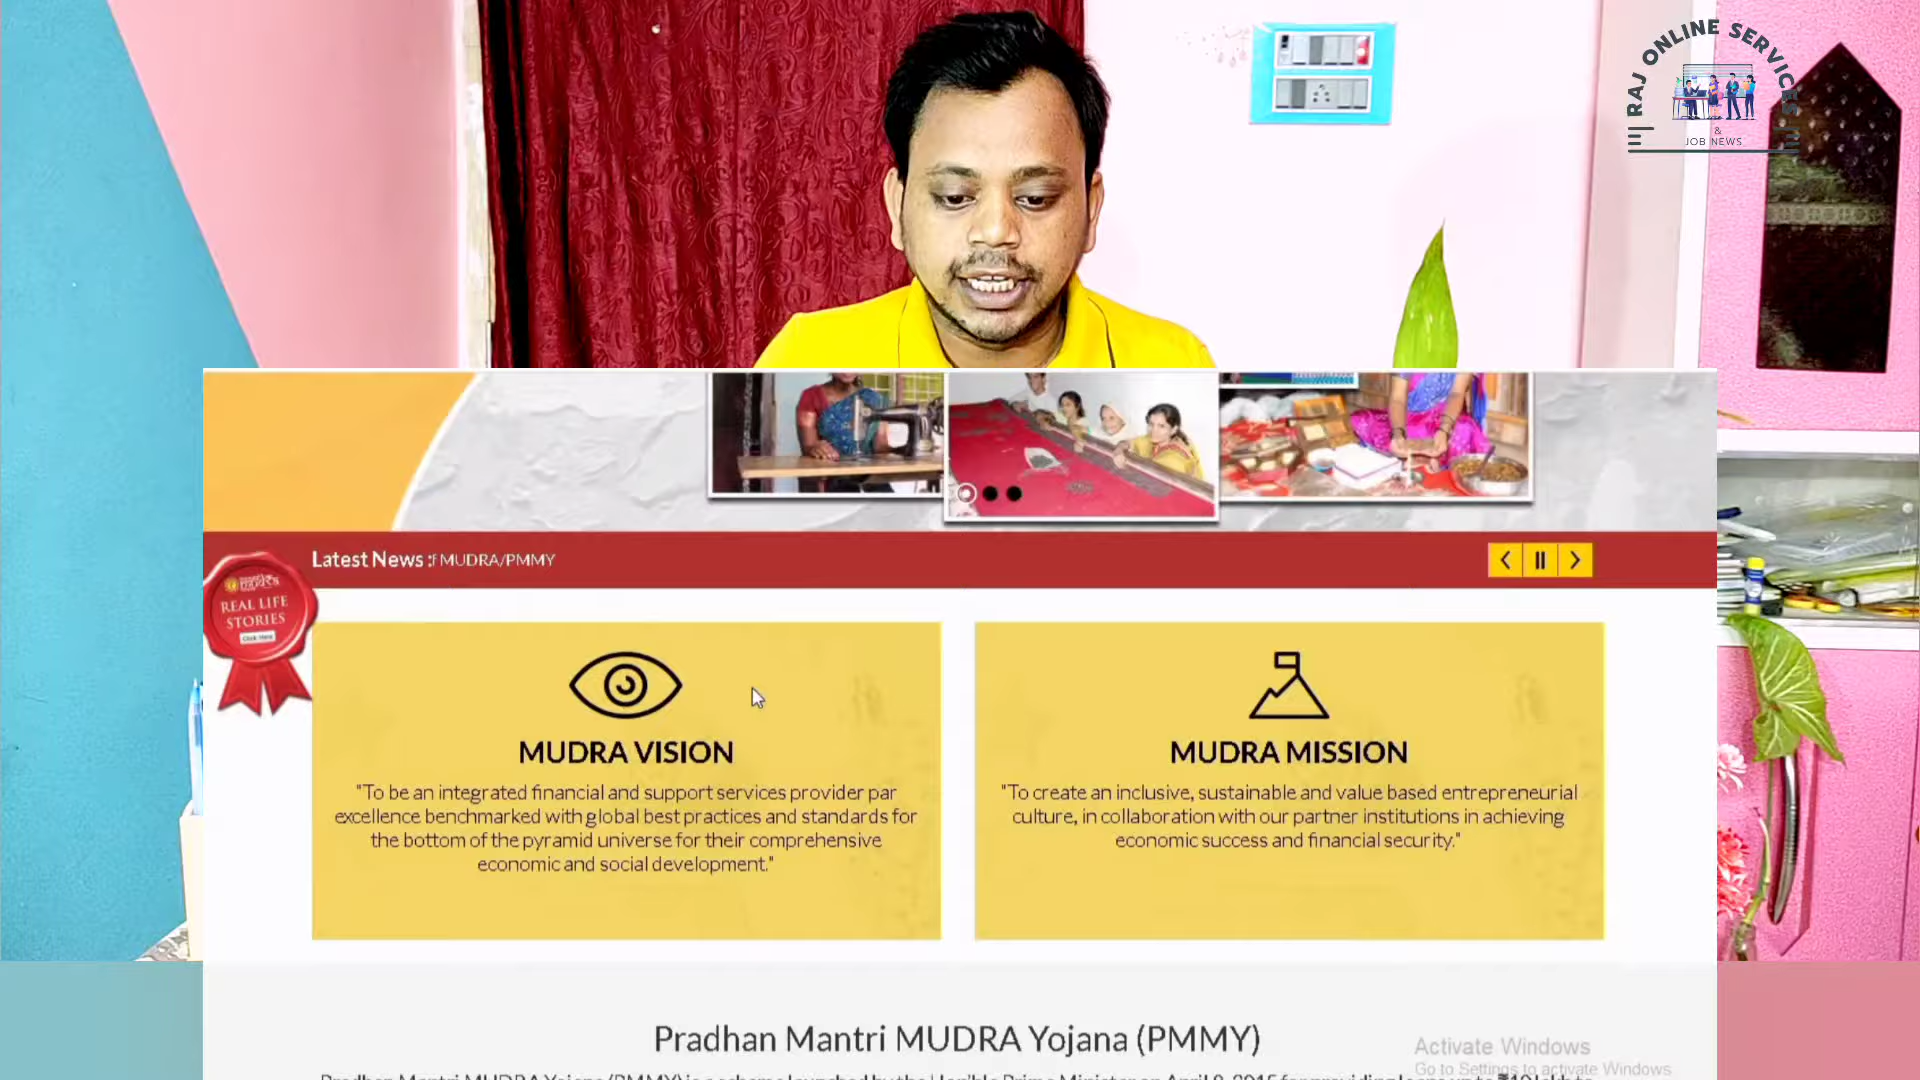 RAJ ONLINE SERVICES
&
JOB NEWS
Latest News :
f MUDRA/PMMY
REAL LIFE
STORIES
Click Here
MUDRA VISION
"To be an integrated financial and support services provider par
excellence benchmarked with global best practices and standards for
the bottom of the pyramid universe for their comprehensive
economic and social development."
MUDRA MISSION
"To create an inclusive, sustainable and value based entrepreneurial
culture, in collaboration with our partner institutions in achieving
economic success and financial security."
Pradhan Mantri MUDRA Yojana (PMMY)
Activate Windows
Go to Settings to activate Windows